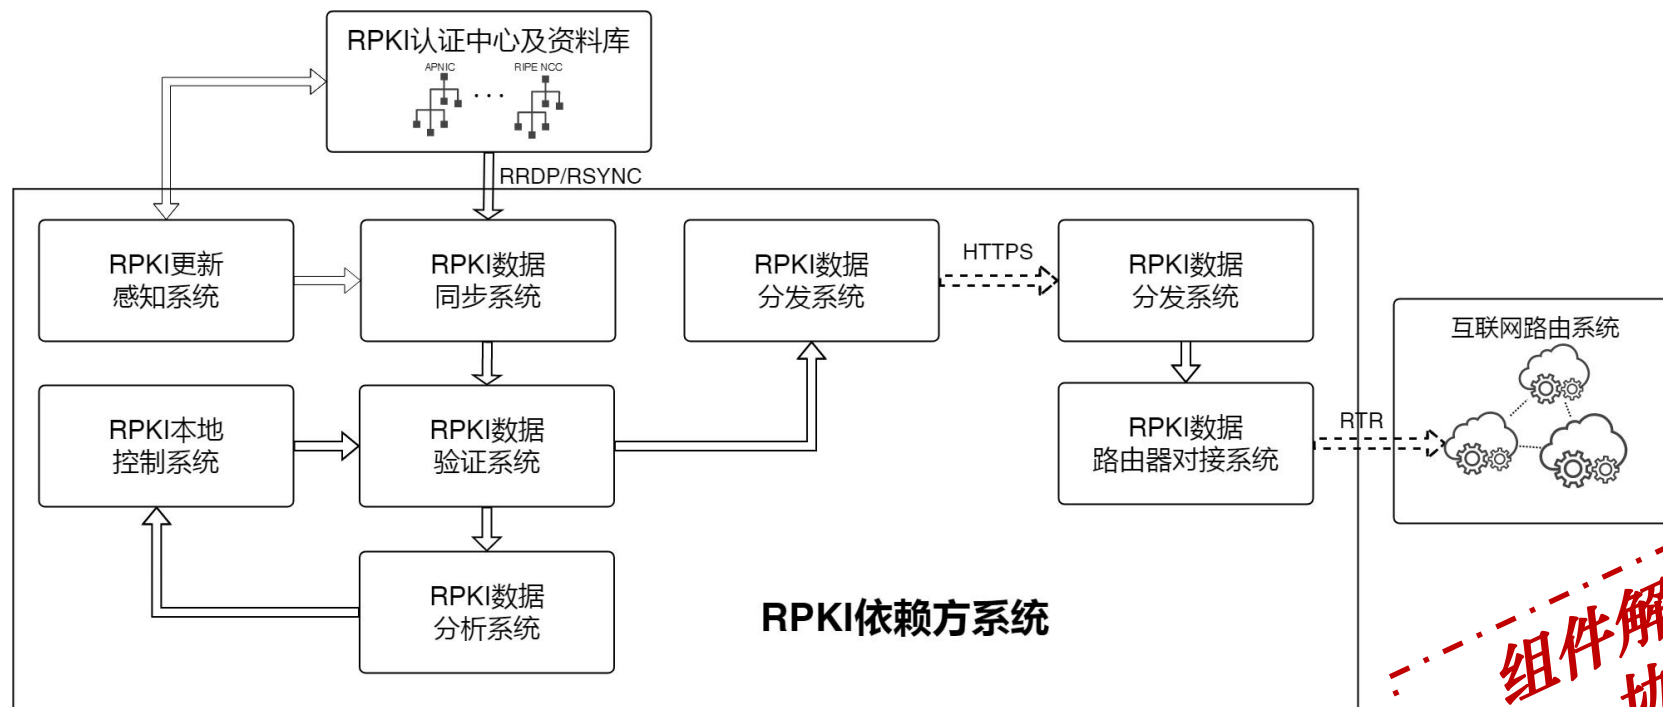 RPKI认证中心及资料库
APNIC
RIPE NCC
...
RRDP/RSYNC
RPKI更新
感知系统
RPKI数据
同步系统
RPKI数据
分发系统
HTTPS
RPKI数据
分发系统
互联网路由系统
RPKI本地
控制系统
RPKI数据
验证系统
RPKI数据
路由器对接系统
RTR
RPKI数据
分析系统
RPKI依赖方系统
组件解